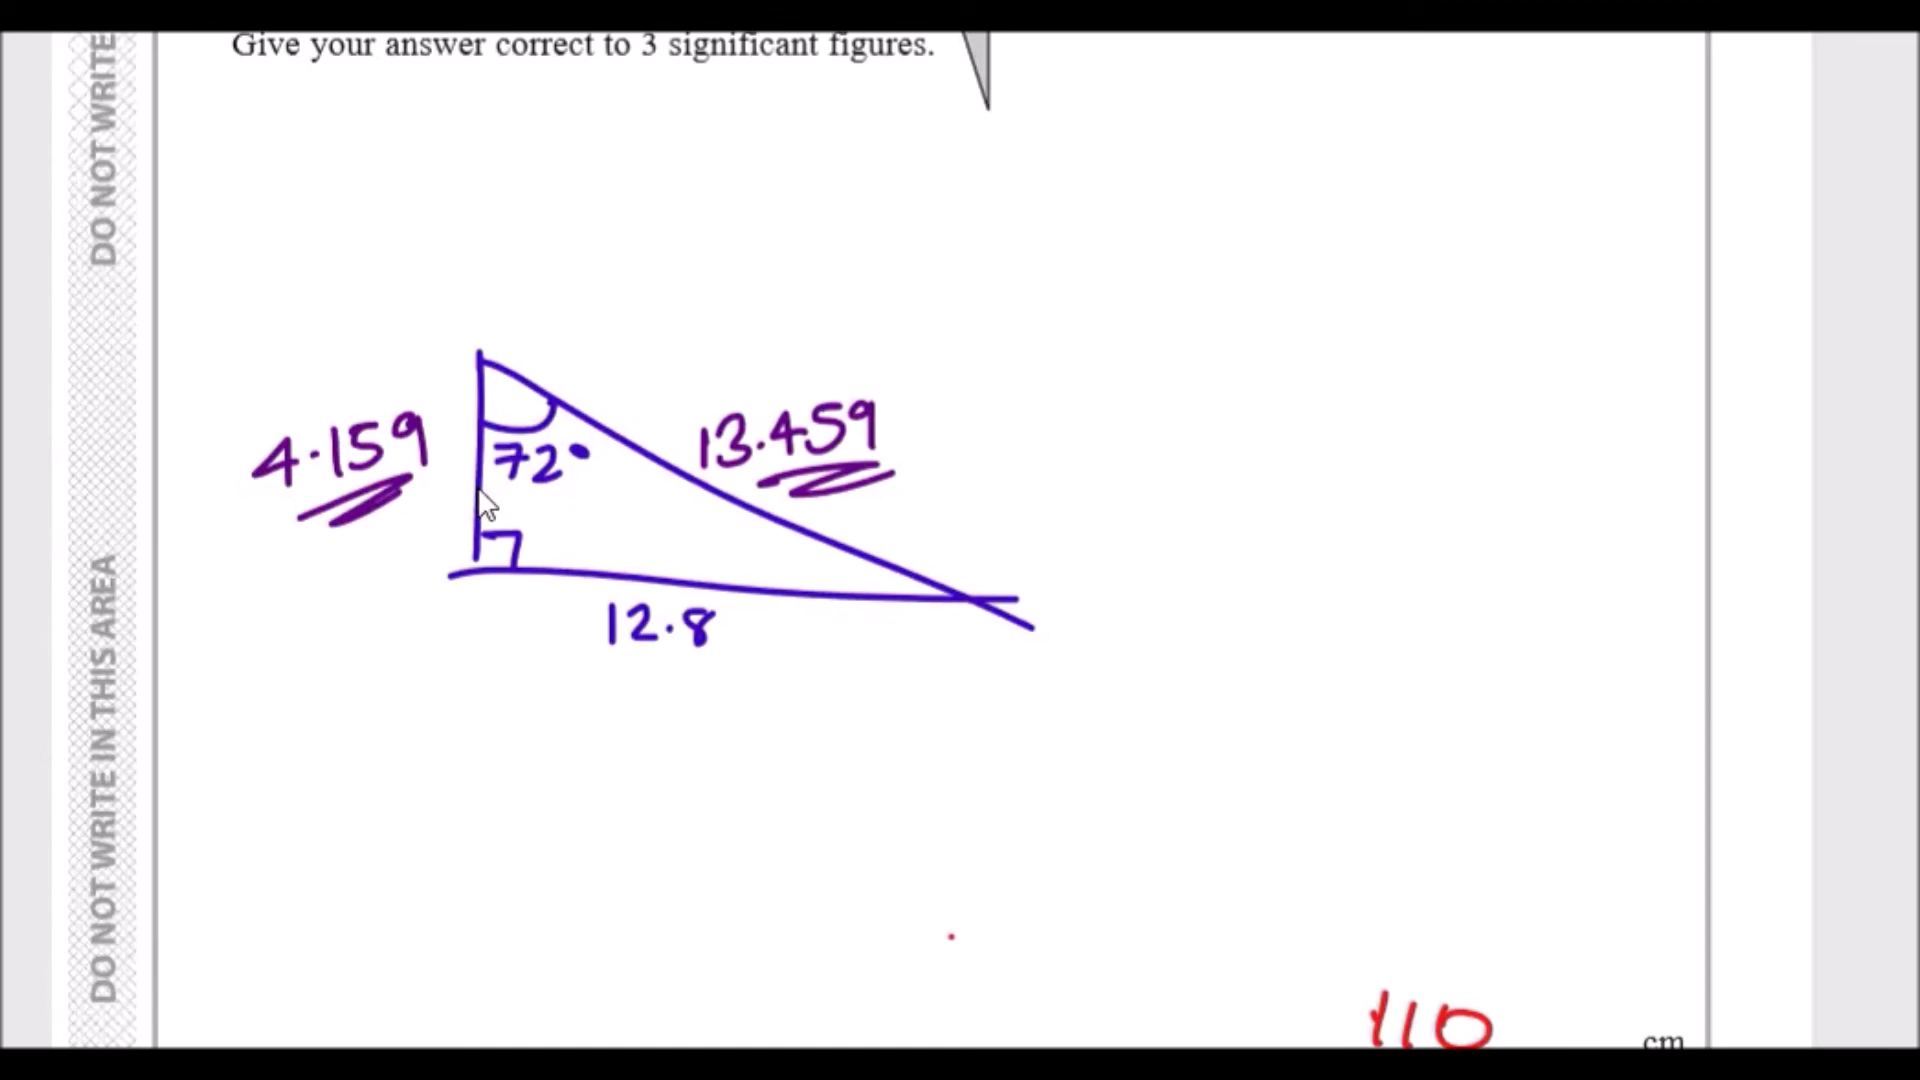 Give your answer correct to 3 significant figures.
DO NOT WRITE
4.159
72°
13.459
12.8
DO NOT WRITE IN THIS AREA
110
cm